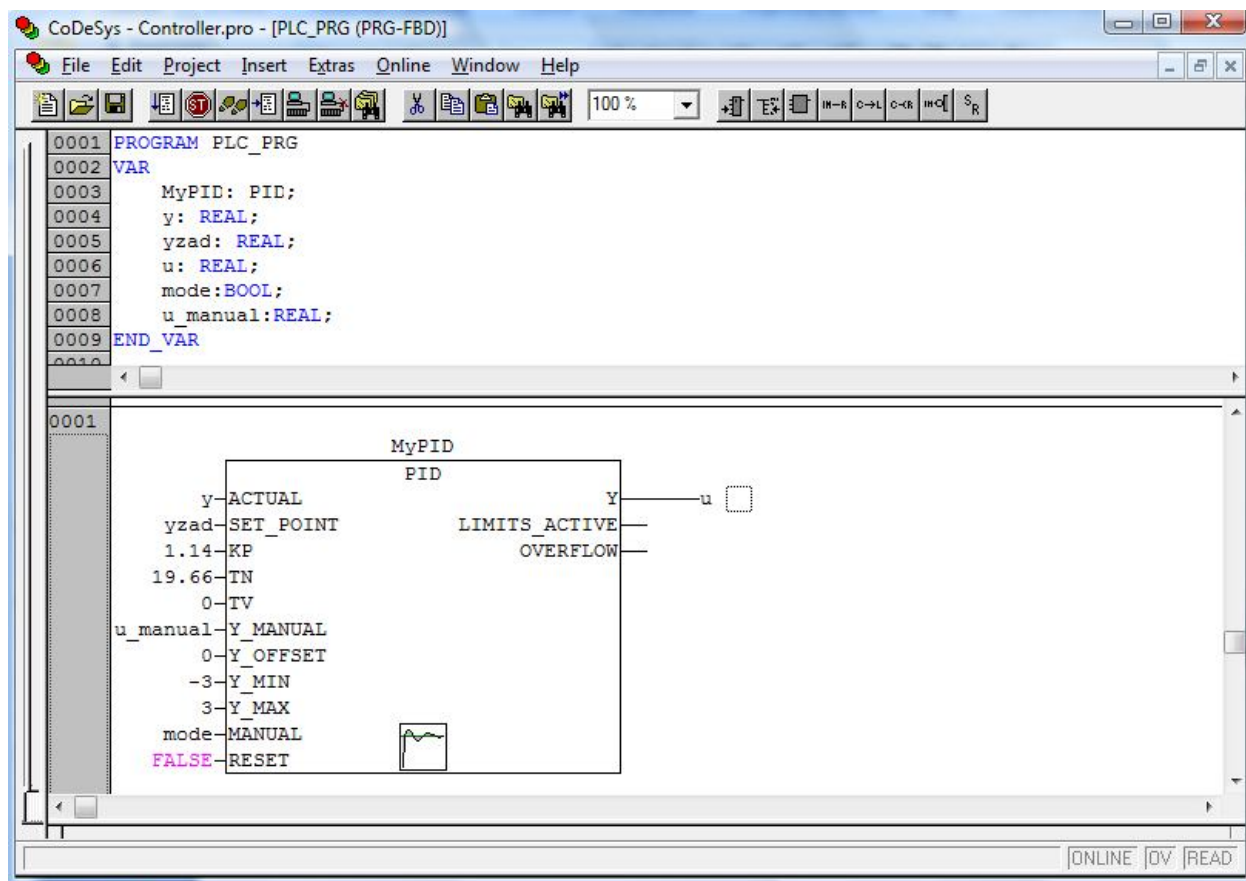 CoDeSys - Controller.pro - [PLC_PRG (PRG-FBD)]
File Edit Project Insert Extras Online Window Help
100 %
0001 PROGRAM PLC_PRG
0002 VAR
0003 MyPID: PID;
0004 y: REAL;
0005 yzad: REAL;
0006 u: REAL;
0007 mode:BOOL;
0008 u_manual:REAL;
0009 END_VAR
0010
0001
MyPID
PID
y ACTUAL Y u
yzad SET_POINT LIMITS_ACTIVE
1.14 KP OVERFLOW
19.66 TN
0 TV
u_manual Y_MANUAL
0 Y_OFFSET
-3 Y_MIN
3 Y_MAX
mode MANUAL
FALSE RESET
ONLINE OV READ